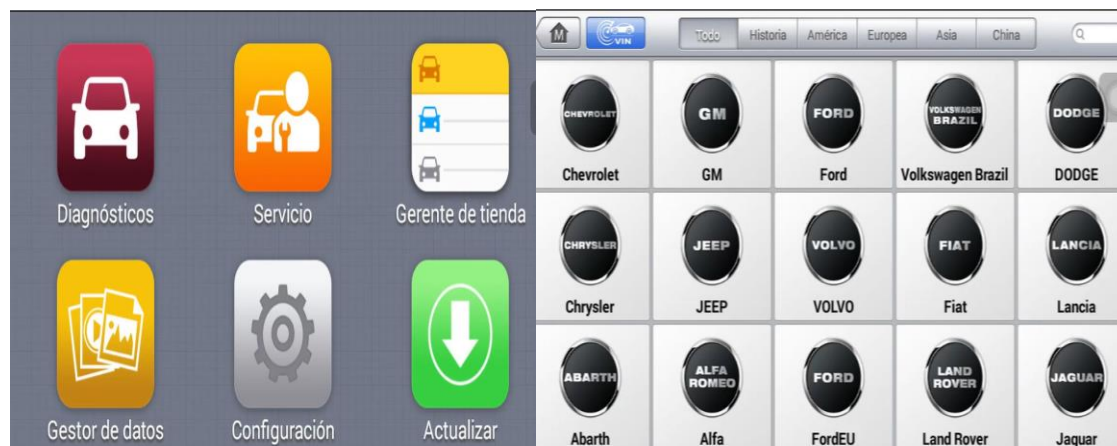 Diagnósticos
Servicio
Gerente de tienda
Gestor de datos
Configuración
Actualizar
M
VIN
Todo Historia América Europea Asia China
CHEVROLET GM FORD VOLKSWAGEN BRAZIL DODGE
Chevrolet GM Ford Volkswagen Brazil DODGE
CHRYSLER JEEP VOLVO FIAT LANCIA
Chrysler JEEP VOLVO Fiat Lancia
ABARTH ALFA ROMEO FORD LAND ROVER JAGUAR
Abarth Alfa FordEU Land Rover Jaguar